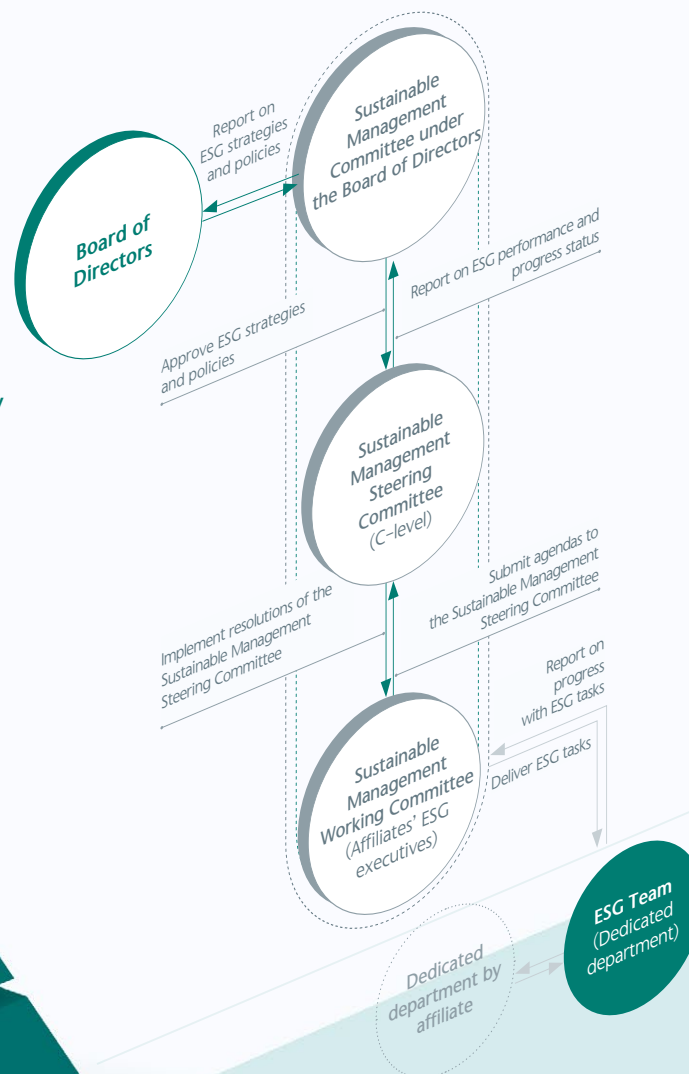 Sustainable
Management
Committee under
the Board of Directors
Report on
ESG strategies
and policies
Board of
Directors
Report on ESG performance and
progress status
Approve ESG strategies
and policies
Sustainable
Management
Steering
Committee
(C-level)
Submit agendas to
the Sustainable Management
Steering Committee
Implement resolutions of the
Sustainable Management
Steering Committee
Report on
progress
with ESG tasks
Deliver ESG tasks
Sustainable
Management
Working Committee
(Affiliates’ ESG
executives)
ESG Team
(Dedicated
department)
Dedicated
department by
affiliate